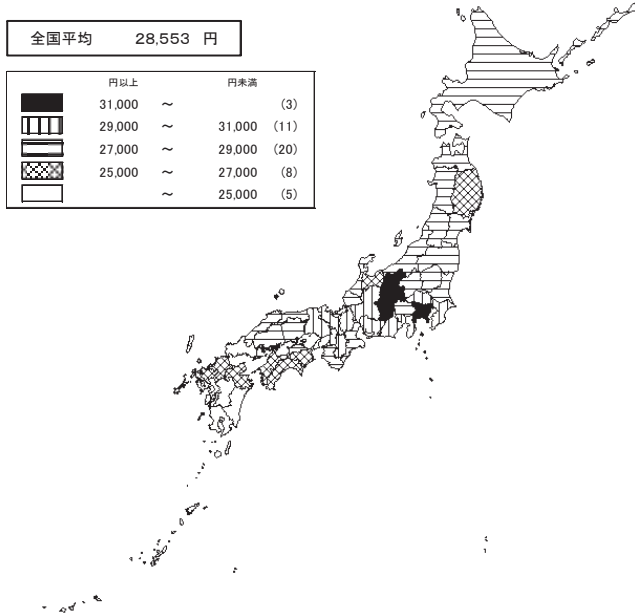 全国平均 28,553 円
円以上 円未満
31,000 ～ (3)
29,000 ～ 31,000 (11)
27,000 ～ 29,000 (20)
25,000 ～ 27,000 (8)
～ 25,000 (5)